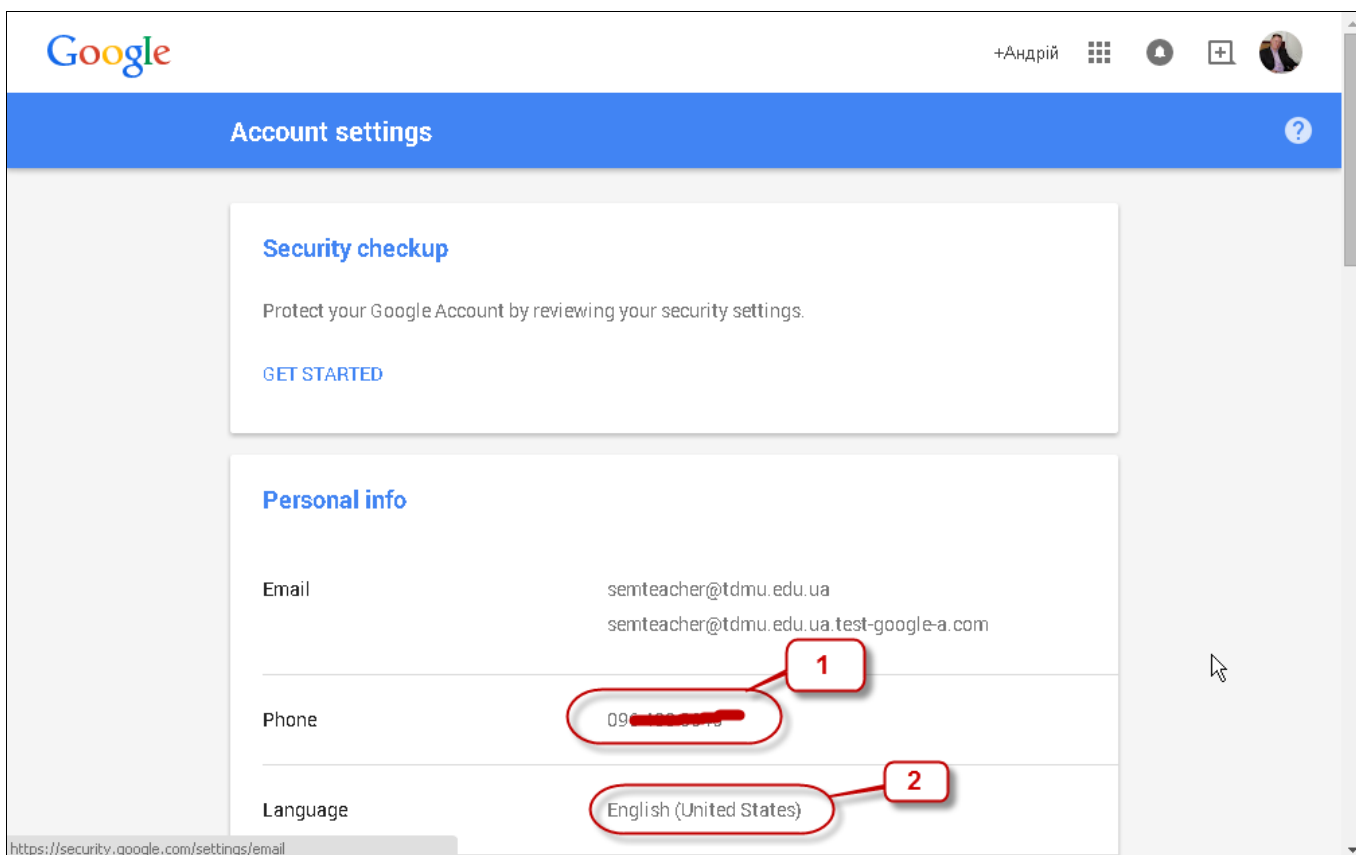 Google
+Андрій
Account settings
?
Security checkup
Protect your Google Account by reviewing your security settings.
GET STARTED
Personal info
Email
semteacher@tdmu.edu.ua
semteacher@tdmu.edu.ua.test-google-a.com
1
Phone
2
Language
English (United States)
https://security.google.com/settings/email